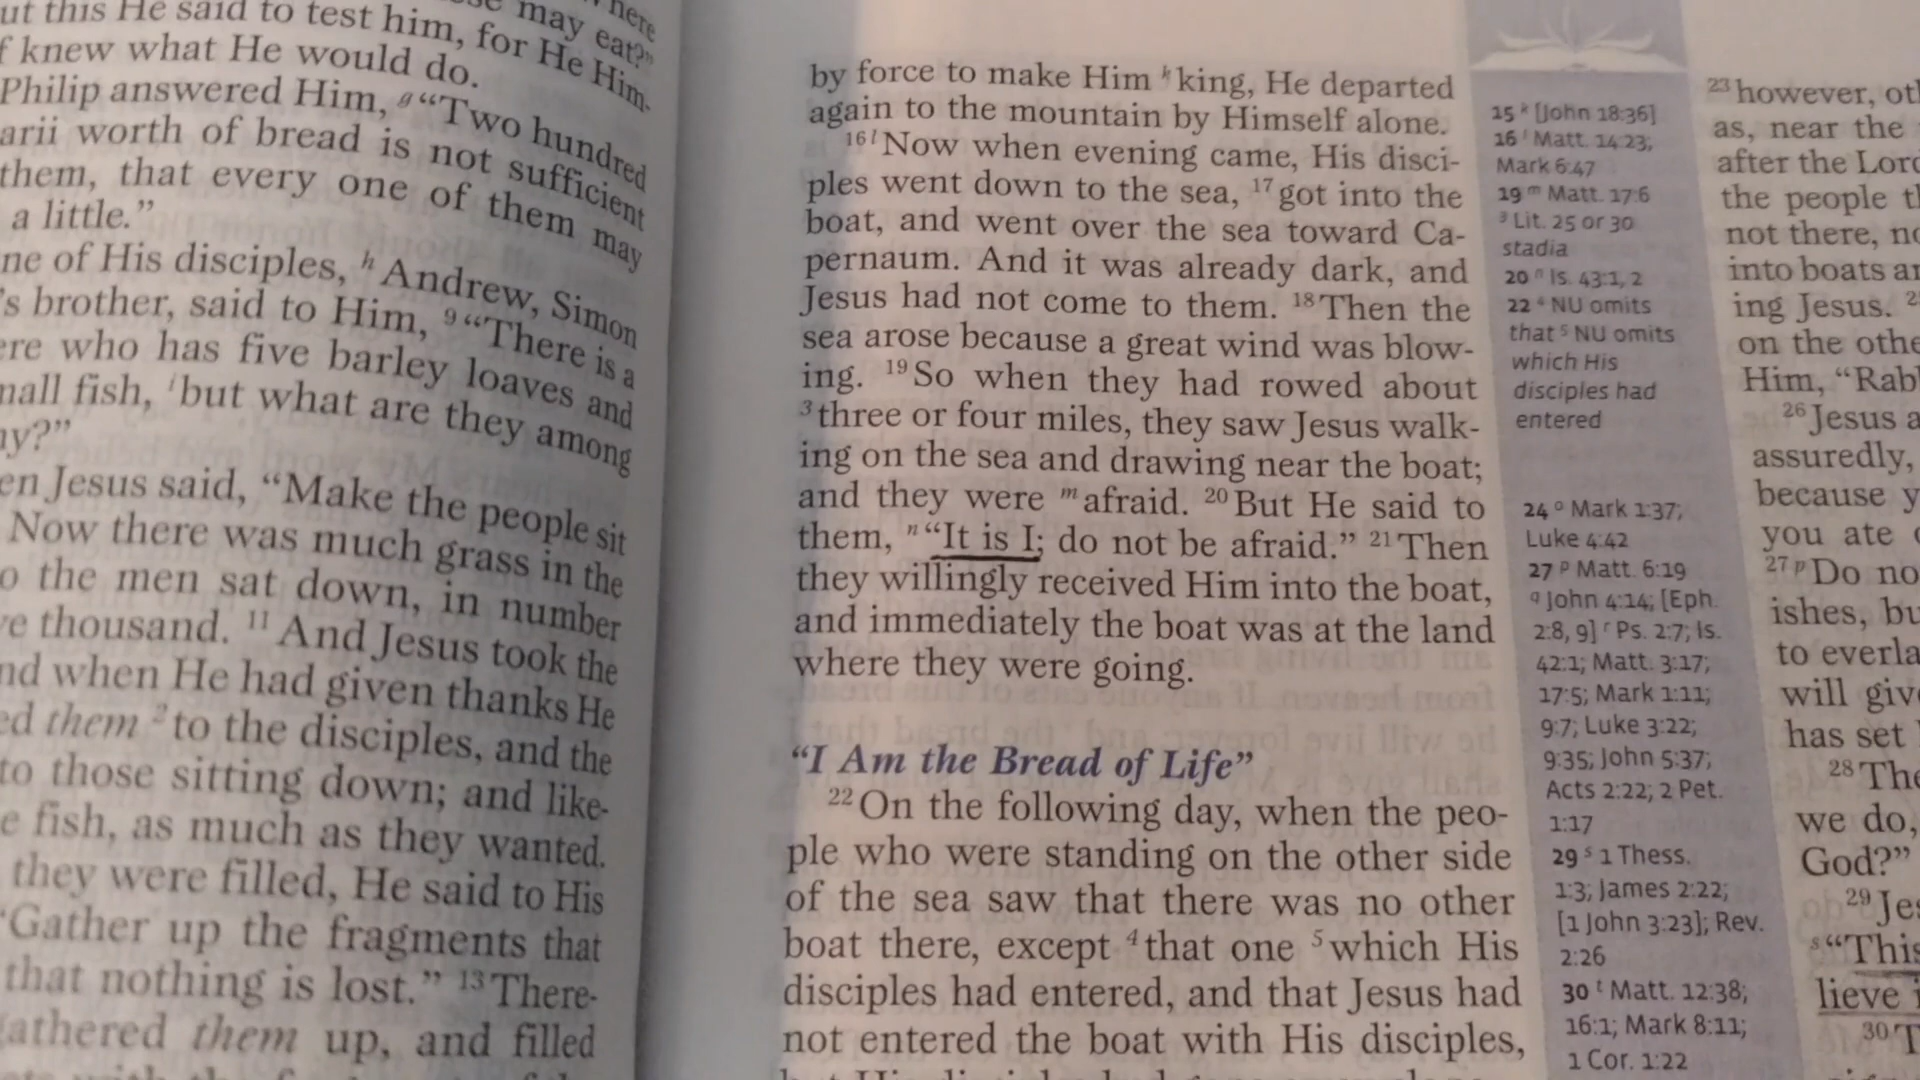 may eat?"
ut this He said to test him, for He Him-
f knew what He would do.
Philip answered Him, g"Two hundred
arii worth of bread is not sufficient
them, that every one of them may
a little."
ne of His disciples, h Andrew, Simon
's brother, said to Him, 9 "There is a
ere who has five barley loaves and
mall fish, i but what are they among
ny?"
en Jesus said, "Make the people sit
Now there was much grass in the
o the men sat down, in number
ve thousand. 11 And Jesus took the
nd when He had given thanks He
ed them 2 to the disciples, and the
to those sitting down; and like-
e fish, as much as they wanted.
they were filled, He said to His
"Gather up the fragments that
that nothing is lost." 13 There-
gathered them up, and filled
by force to make Him k king, He departed
again to the mountain by Himself alone.
16 l Now when evening came, His disci-
ples went down to the sea, 17 got into the
boat, and went over the sea toward Ca-
pernaum. And it was already dark, and
Jesus had not come to them. 18 Then the
sea arose because a great wind was blow-
ing. 19 So when they had rowed about
3 three or four miles, they saw Jesus walk-
ing on the sea and drawing near the boat;
and they were m afraid. 20 But He said to
them, n "It is I; do not be afraid." 21 Then
they willingly received Him into the boat,
and immediately the boat was at the land
where they were going.
"I Am the Bread of Life"
22 On the following day, when the peo-
ple who were standing on the other side
of the sea saw that there was no other
boat there, except 4 that one 5 which His
disciples had entered, and that Jesus had
not entered the boat with His disciples,
15 k [John 18:36]
16 l Matt. 14:23;
Mark 6:47
19 m Matt. 17:6
3 Lit. 25 or 30
stadia
20 n Is. 43:1, 2
22 4 NU omits
that 5 NU omits
which His
disciples had
entered
24 o Mark 1:37;
Luke 4:42
27 p Matt. 6:19
q John 4:14; [Eph.
2:8, 9] r Ps. 2:7; Is.
42:1; Matt. 3:17;
17:5; Mark 1:11;
9:7; Luke 3:22;
9:35; John 5:37;
Acts 2:22; 2 Pet.
1:17
29 s 1 Thess.
1:3; James 2:22;
[1 John 3:23]; Rev.
2:26
30 t Matt. 12:38;
16:1; Mark 8:11;
1 Cor. 1:22
23 however, oth
as, near the
after the Lord
the people th
not there, no
into boats an
ing Jesus. 2
on the othe
Him, "Rabb
26 Jesus a
assuredly,
because y
you ate
27 p Do no
ishes, bu
to everla
will give
has set
28 The
we do,
God?"
29 Jes
s "This
lieve i
30 T